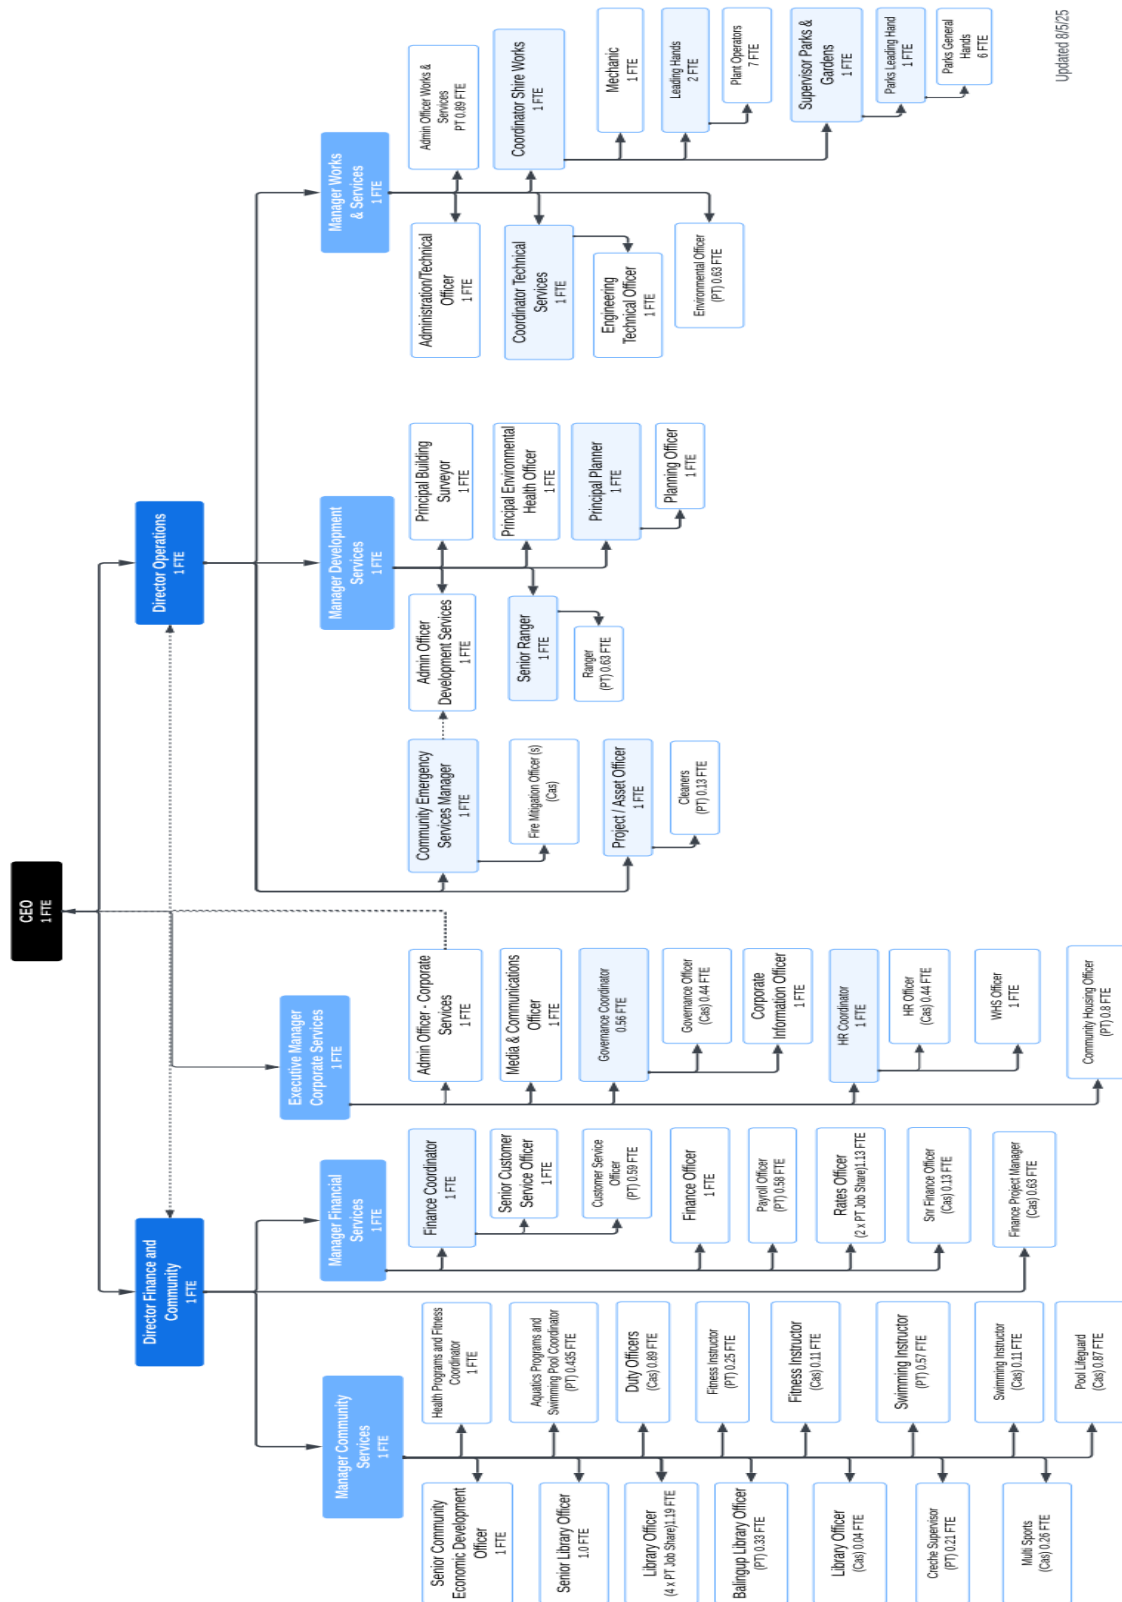 CEO
1 FTE
Director Finance and
Community
1 FTE
Director Operations
1 FTE
Executive Manager
Corporate Services
1 FTE
Manager Community
Services
1 FTE
Manager Financial
Services
1 FTE
Manager Development
Services
1 FTE
Manager Works
& Services
1 FTE
Senior Community
Economic Development
Officer
1 FTE
Senior Library Officer
1.0 FTE
Library Officer
(4 x PT Job Share)1.19 FTE
Balingup Library Officer
(PT) 0.33 FTE
Library Officer
(Cas) 0.04 FTE
Creche Supervisor
(PT) 0.21 FTE
Multi Sports
(Cas) 0.26 FTE
Health Programs and Fitness
Coordinator
1 FTE
Aquatics Programs and
Swimming Pool Coordinator
(PT) 0.435 FTE
Duty Officers
(Cas) 0.89 FTE
Fitness Instructor
(PT) 0.25 FTE
Fitness Instructor
(Cas) 0.11 FTE
Swimming Instructor
(PT) 0.57 FTE
Swimming Instructor
(Cas) 0.11 FTE
Pool Lifeguard
(Cas) 0.87 FTE
Finance Coordinator
1 FTE
Senior Customer
Service Officer
1 FTE
Customer Service
Officer
(PT) 0.59 FTE
Finance Officer
1 FTE
Payroll Officer
(PT) 0.58 FTE
Rates Officer
(2 x PT Job Share)1.13 FTE
Snr Finance Officer
(Cas) 0.13 FTE
Finance Project Manager
(Cas) 0.63 FTE
Admin Officer - Corporate
Services
1 FTE
Media & Communications
Officer
1 FTE
Governance Coordinator
0.56 FTE
Governance Officer
(Cas) 0.44 FTE
Corporate
Information Officer
1 FTE
HR Coordinator
1 FTE
HR Officer
(Cas) 0.44 FTE
WHS Officer
1 FTE
Community Housing Officer
(PT) 0.8 FTE
Community Emergency
Services Manager
1 FTE
Fire Mitigation Officer (s)
(Cas)
Project / Asset Officer
1 FTE
Cleaners
(PT) 0.13 FTE
Admin Officer
Development Services
1 FTE
Senior Ranger
1 FTE
Ranger
(PT) 0.63 FTE
Principal Building
Surveyor
1 FTE
Principal Environmental
Health Officer
1 FTE
Principal Planner
1 FTE
Planning Officer
1 FTE
Administration/Technical
Officer
1 FTE
Coordinator Technical
Services
1 FTE
Engineering
Technical Officer
1 FTE
Environmental Officer
(PT) 0.63 FTE
Admin Officer Works &
Services
PT 0.89 FTE
Coordinator Shire Works
1 FTE
Mechanic
1 FTE
Leading Hands
2 FTE
Plant Operators
7 FTE
Supervisor Parks &
Gardens
1 FTE
Parks Leading Hand
1 FTE
Parks General
Hands
6 FTE
Updated 8/5/25